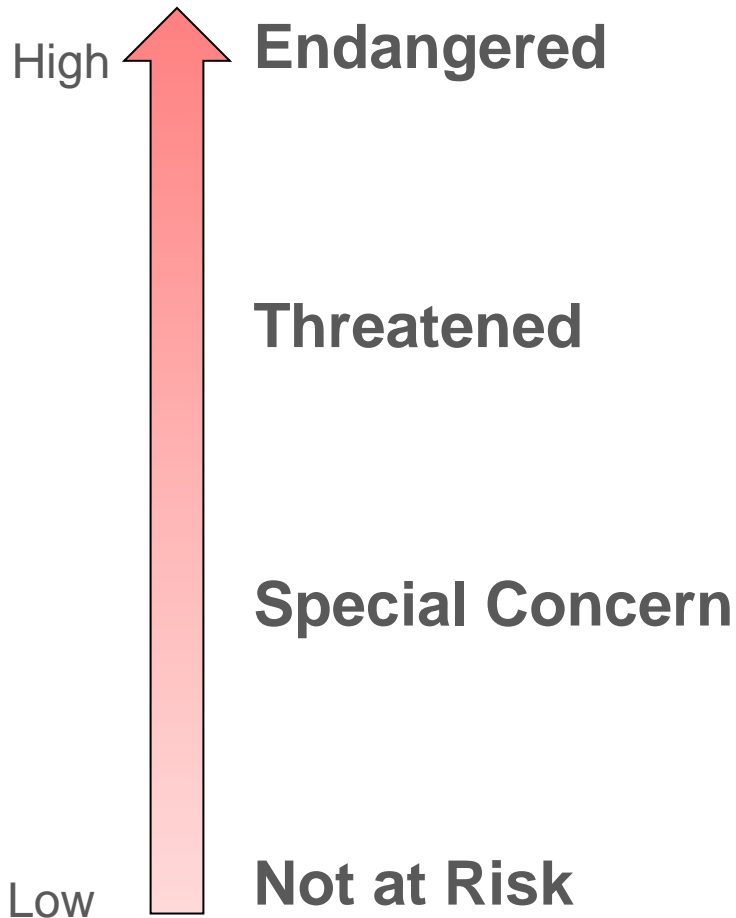 High
Endangered
Threatened
Special Concern
Low
Not at Risk